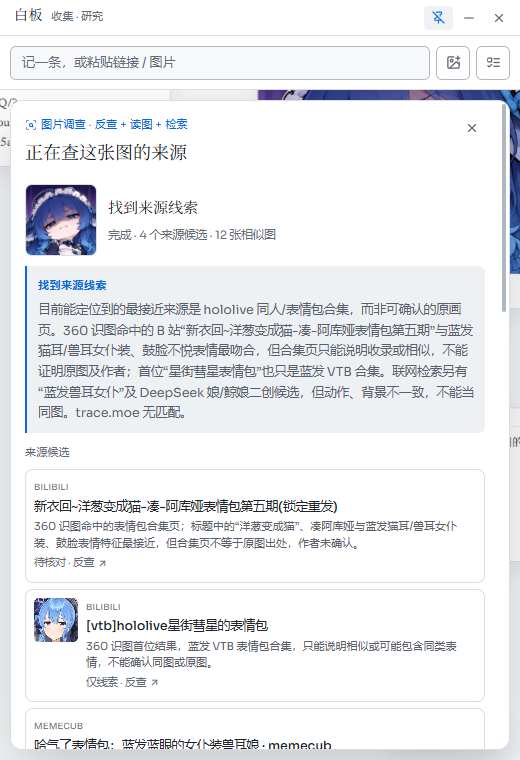 白板 收集 · 研究
记一条，或粘贴链接 / 图片
Q/?
ou
5a
图片调查 · 反查 + 读图 + 检索
正在查这张图的来源
找到来源线索
完成 · 4 个来源候选 · 12 张相似图
找到来源线索
目前能定位到的最接近来源是 hololive 同人/表情包合集，而非可确认的原画
页。360 识图命中的 B 站“新衣回~洋葱变成猫-凑-阿库娅表情包第五期”与蓝发
猫耳/兽耳女仆装、鼓脸不悦表情最吻合，但合集页只能说明收录或相似，不能
证明原图及作者；首位“星街彗星表情包”也只是蓝发 VTB 合集。联网检索另有
“蓝发兽耳女仆”及 DeepSeek 娘/鲸娘二创候选，但动作、背景不一致，不能当
同图。trace.moe 无匹配。
来源候选
BILIBILI
新衣回~洋葱变成猫-凑-阿库娅表情包第五期(锁定重发)
360 识图命中的表情包合集页；标题中的“洋葱变成猫”、凑阿库娅与蓝发猫耳/兽耳女仆
装、鼓脸表情特征最接近，但合集页不等于原图出处，作者未确认。
待核对 · 反查 ↗
BILIBILI
[vtb]hololive星街彗星的表情包
360 识图首位结果，蓝发 VTB 表情包合集，只能说明相似或可能包含同类表
情，不能确认同图或原图。
仅线索 · 反查 ↗
MEMECUB
哈气了表情包：蓝发蓝眼的女仆装兽耳娘 · memecub